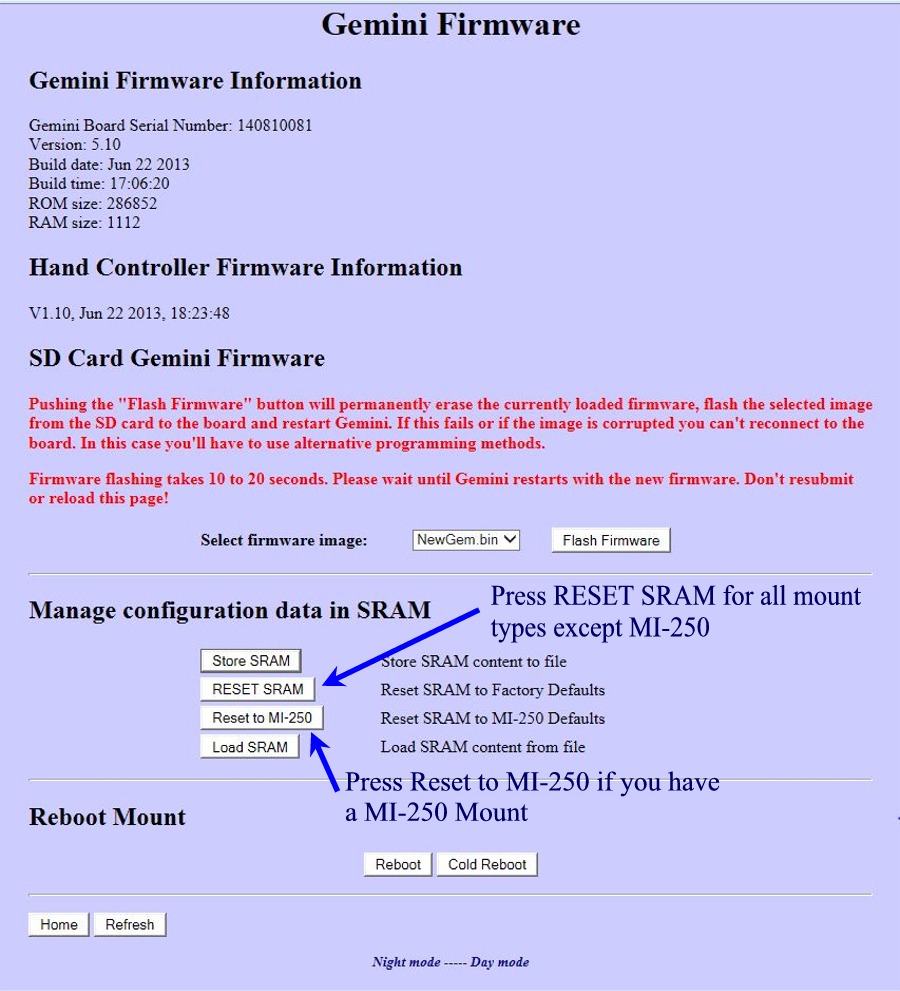 Gemini Firmware
Gemini Firmware Information
Gemini Board Serial Number: 140810081
Version: 5.10
Build date: Jun 22 2013
Build time: 17:06:20
ROM size: 286852
RAM size: 1112
Hand Controller Firmware Information
V1.10, Jun 22 2013, 18:23:48
SD Card Gemini Firmware
Pushing the "Flash Firmware" button will permanently erase the currently loaded firmware, flash the selected image
from the SD card to the board and restart Gemini. If this fails or if the image is corrupted you can't reconnect to the
board. In this case you'll have to use alternative programming methods.
Firmware flashing takes 10 to 20 seconds. Please wait until Gemini restarts with the new firmware. Don't resubmit
or reload this page!
Select firmware image: NewGem.bin Flash Firmware
Press RESET SRAM for all mount
types except MI-250
Manage configuration data in SRAM
Store SRAM Store SRAM content to file
RESET SRAM Reset SRAM to Factory Defaults
Reset to MI-250 Reset SRAM to MI-250 Defaults
Load SRAM Load SRAM content from file
Press Reset to MI-250 if you have
a MI-250 Mount
Reboot Mount
Reboot Cold Reboot
Home Refresh
Night mode ----- Day mode